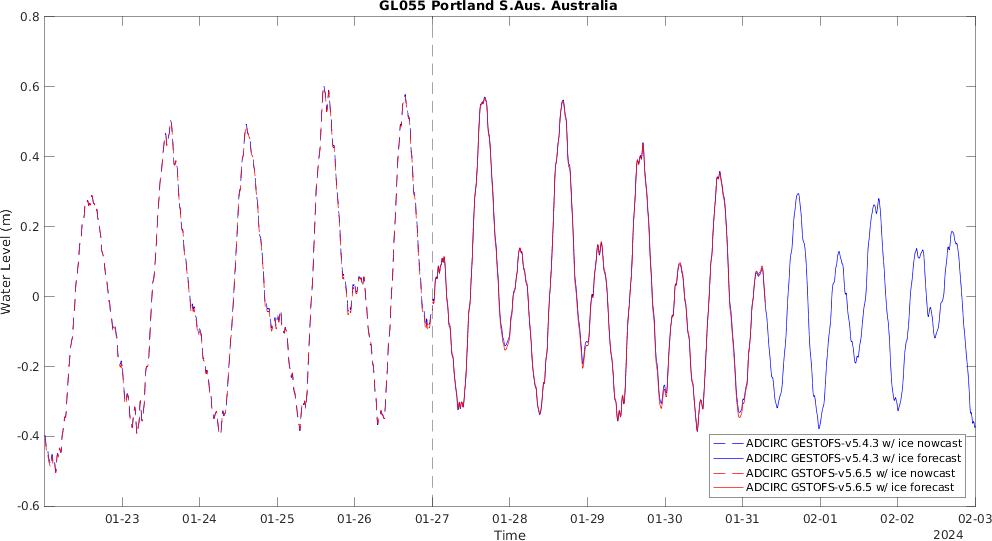 GL055 Portland S.Aus. Australia
0.8
0.6
0.4
0.2
0
-0.2
-0.4
-0.6
Water Level (m)
ADCIRC GESTOFS-v5.4.3 w/ ice nowcast
ADCIRC GESTOFS-v5.4.3 w/ ice forecast
ADCIRC GSTOFS-v5.6.5 w/ ice nowcast
ADCIRC GSTOFS-v5.6.5 w/ ice forecast
01-23 01-24 01-25 01-26 01-27 01-28 01-29 01-30 01-31 02-01 02-02 02-03
Time
2024